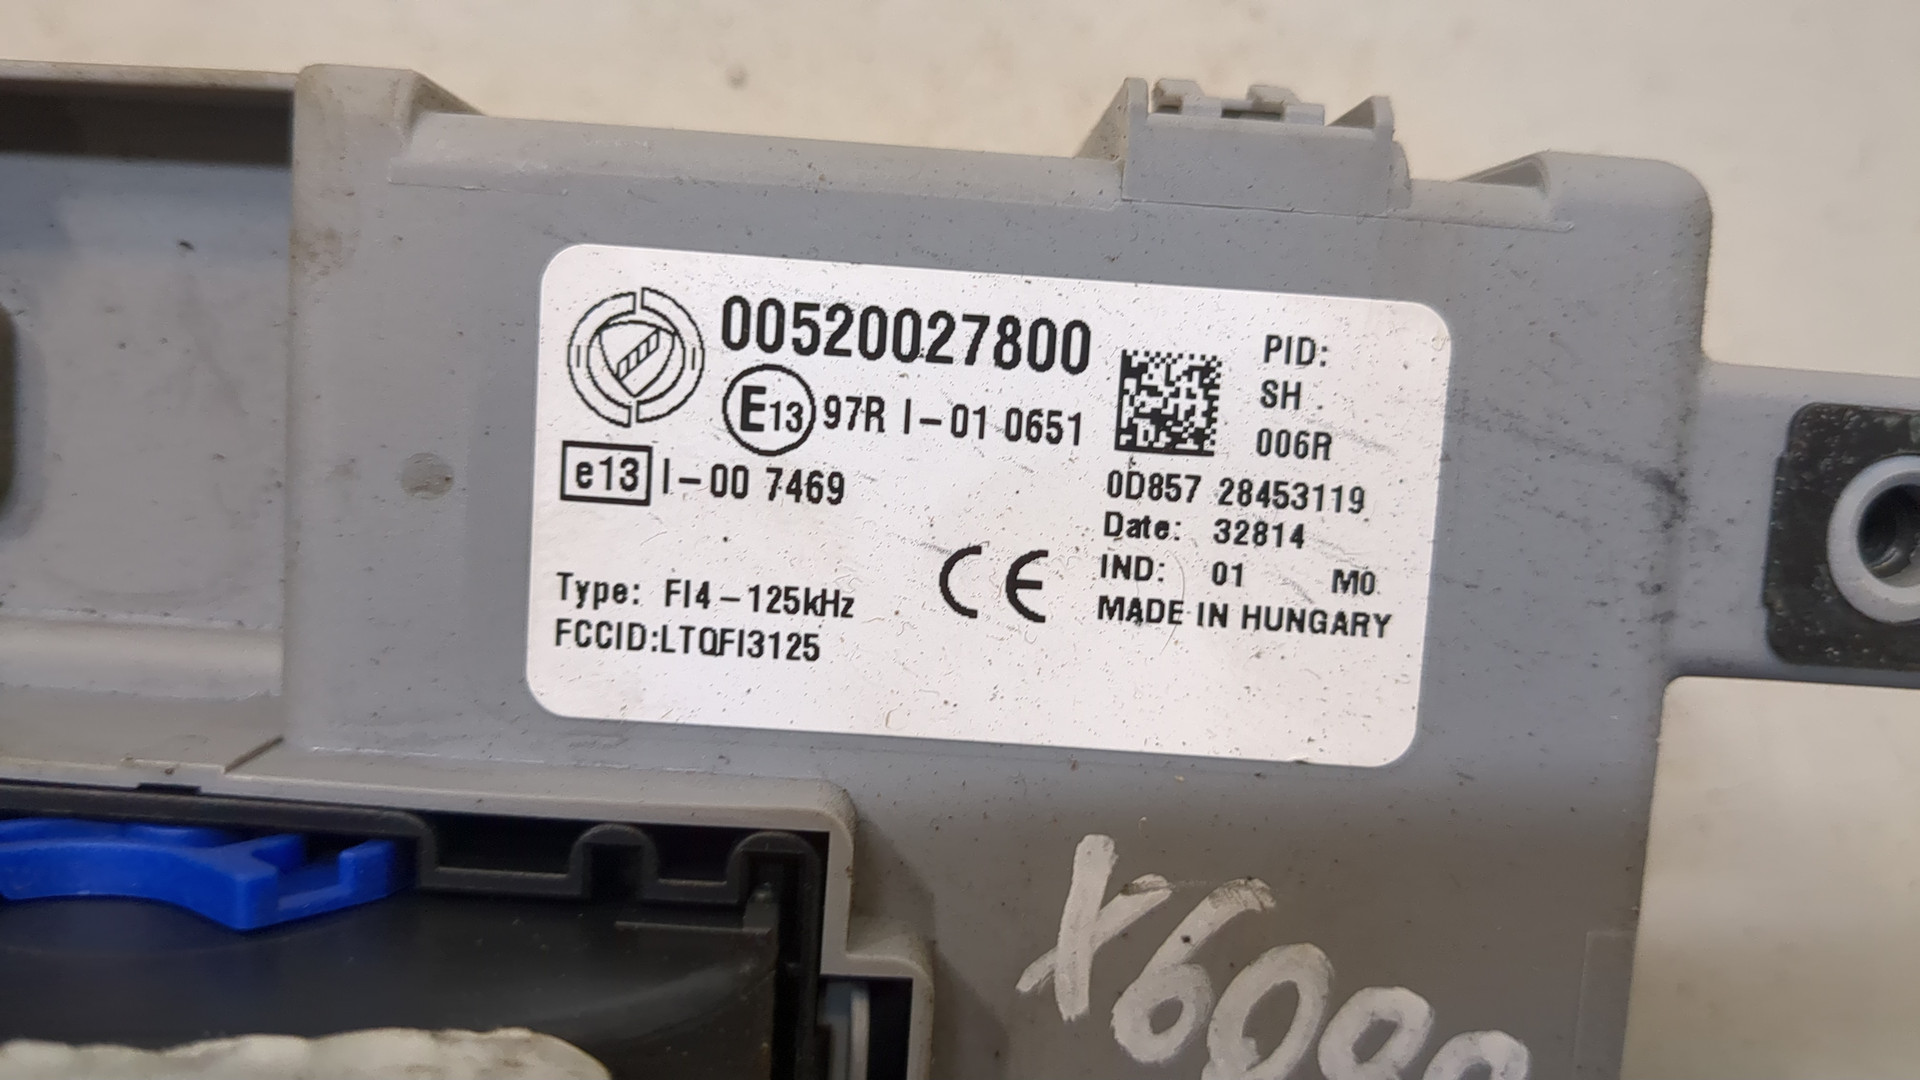 00520027800
E13 97R I-01 0651
e13 I-00 7469
Type: FI4-125kHz
FCCID:LTQFI3125
PID:
SH
006R
0D857 28453119
Date: 32814
IND: 01 M0
MADE IN HUNGARY
CE